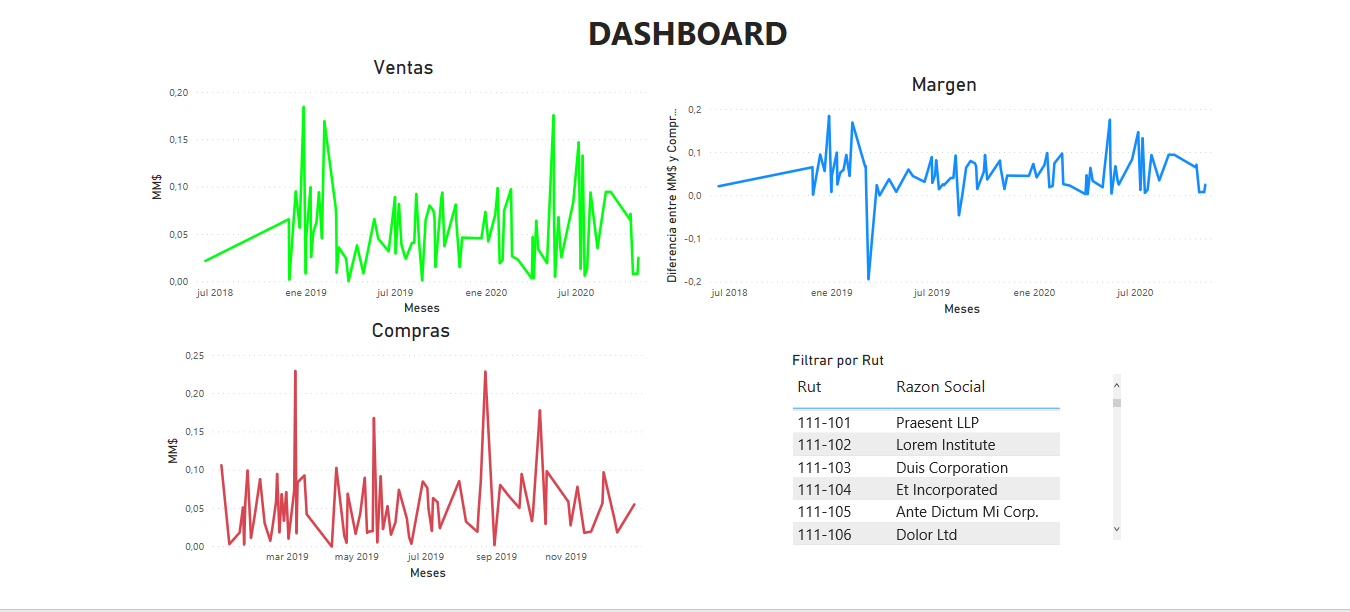 DASHBOARD
Ventas
MM$
0,20
0,15
0,10
0,05
0,00
jul 2018 ene 2019 jul 2019 ene 2020 jul 2020
Meses
Margen
Diferencia entre MM$ y Compr...
0,2
0,1
0,0
-0,1
-0,2
jul 2018 ene 2019 jul 2019 ene 2020 jul 2020
Meses
Compras
MM$
0,25
0,20
0,15
0,10
0,05
0,00
mar 2019 may 2019 jul 2019 sep 2019 nov 2019
Meses
Filtrar por Rut
Rut Razon Social
111-101 Praesent LLP
111-102 Lorem Institute
111-103 Duis Corporation
111-104 Et Incorporated
111-105 Ante Dictum Mi Corp.
111-106 Dolor Ltd